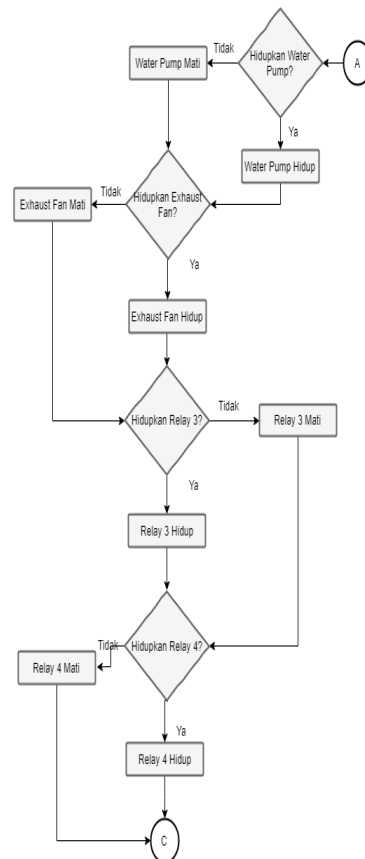 Hidupkan Water
Pump?
A
Tidak
Water Pump Mati
Ya
Water Pump Hidup
Hidupkan Exhaust
Fan?
Tidak
Exhaust Fan Mati
Ya
Exhaust Fan Hidup
Hidupkan Relay 3?
Tidak
Relay 3 Mati
Ya
Relay 3 Hidup
Hidupkan Relay 4?
Tidak
Relay 4 Mati
Ya
Relay 4 Hidup
C